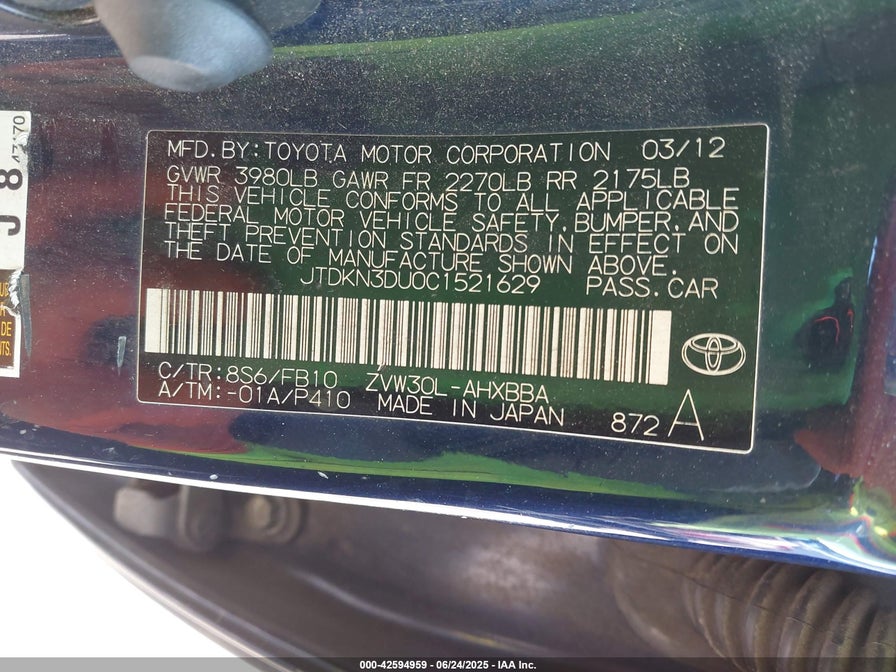 MFD. BY: TOYOTA MOTOR CORPORATION 03/12
GVWR 3980LB GAWR FR 2270LB RR 2175LB
THIS VEHICLE CONFORMS TO ALL APPLICABLE
FEDERAL MOTOR VEHICLE SAFETY, BUMPER, AND
THEFT PREVENTION STANDARDS IN EFFECT ON
THE DATE OF MANUFACTURE SHOWN ABOVE.
JTDKN3DU0C1521629 PASS. CAR
C/TR: 8S6/FB10 ZVW30L-AHXBBA
A/TM: -01A/P410 MADE IN JAPAN
872 A
J 8
DE
000-42594959 | 06/24/2025 | IAA Inc.